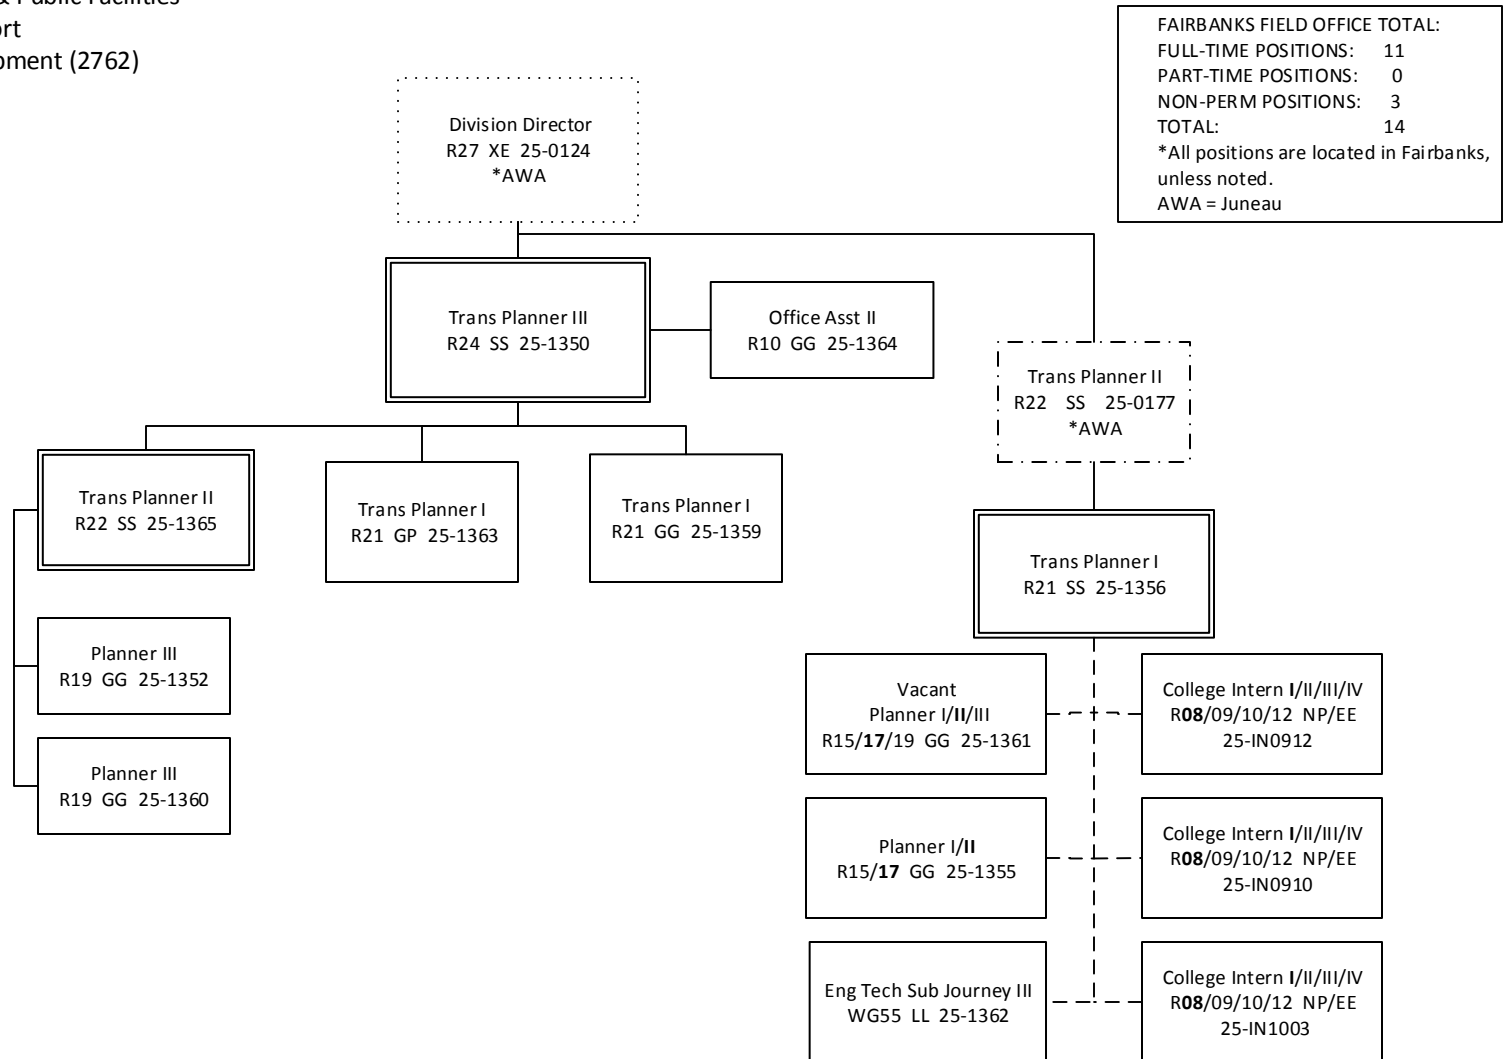 & Public Facilities
ort
pment (2762)
FAIRBANKS FIELD OFFICE TOTAL:
FULL-TIME POSITIONS: 11
PART-TIME POSITIONS: 0
NON-PERM POSITIONS: 3
TOTAL: 14
*All positions are located in Fairbanks,
unless noted.
AWA = Juneau
Division Director
R27 XE 25-0124
*AWA
Trans Planner III
R24 SS 25-1350
Office Asst II
R10 GG 25-1364
Trans Planner II
R22 SS 25-0177
*AWA
Trans Planner II
R22 SS 25-1365
Trans Planner I
R21 GP 25-1363
Trans Planner I
R21 GG 25-1359
Trans Planner I
R21 SS 25-1356
Planner III
R19 GG 25-1352
Planner III
R19 GG 25-1360
Vacant
Planner I/II/III
R15/17/19 GG 25-1361
College Intern I/II/III/IV
R08/09/10/12 NP/EE
25-IN0912
Planner I/II
R15/17 GG 25-1355
College Intern I/II/III/IV
R08/09/10/12 NP/EE
25-IN0910
Eng Tech Sub Journey III
WG55 LL 25-1362
College Intern I/II/III/IV
R08/09/10/12 NP/EE
25-IN1003